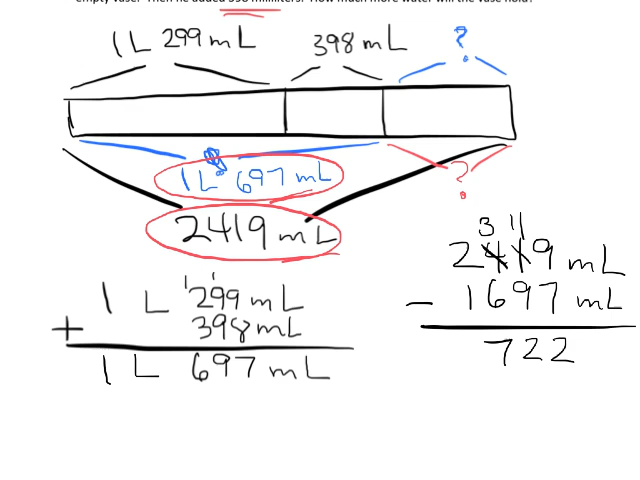 empty vase. Then he added 398 milliliters. How much more water will the vase hold?
1 L 299 mL 398 mL ?
1 L 697 mL ?
2419 mL
3 11
2419 mL
- 1697 mL
722
1 1
1 L 299 mL
+ 398 mL
1 L 697 mL